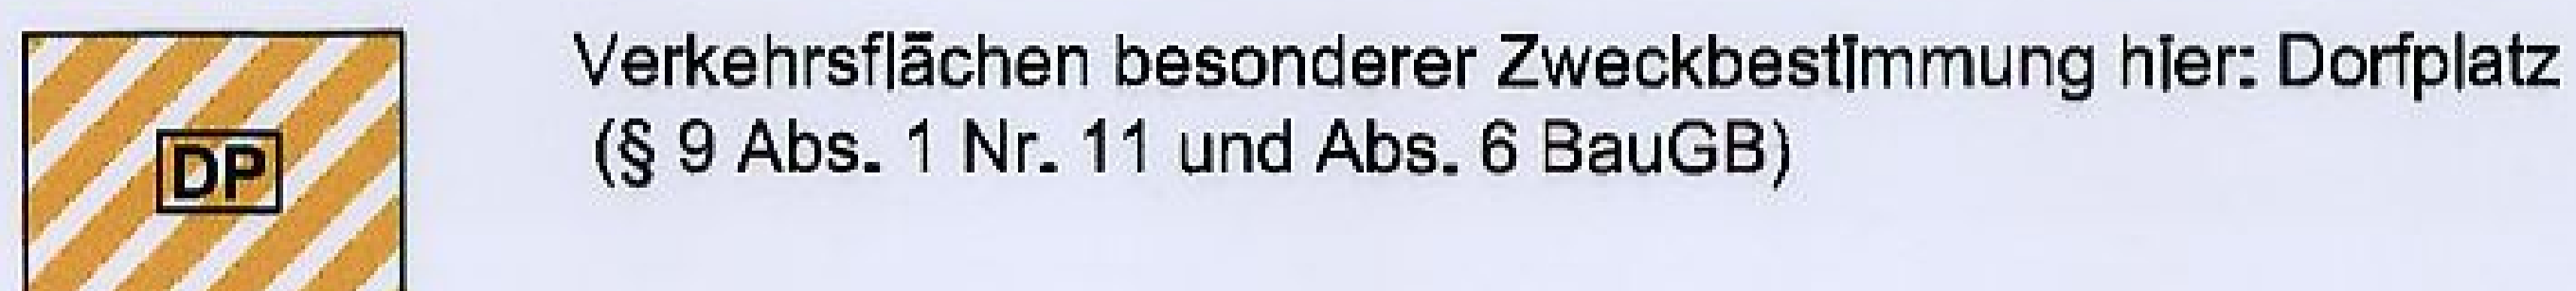 Verkehrsflächen besonderer Zweckbestimmung hier: Dorfplatz
(§ 9 Abs. 1 Nr. 11 und Abs. 6 BauGB)
DP